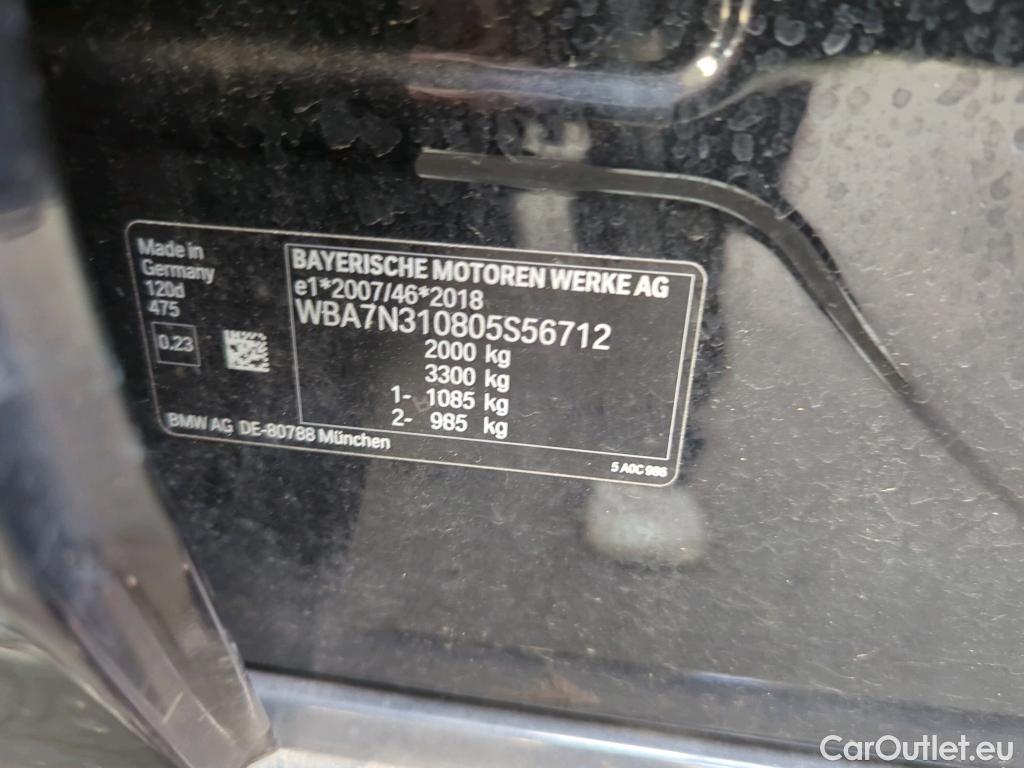 Made in
Germany
120d
475
0.23
BAYERISCHE MOTOREN WERKE AG
e1*2007/46*2018
WBA7N310805S56712
2000 kg
3300 kg
1- 1085 kg
2- 985 kg
BMW AG DE-80788 München
5 A0C 986
CarOutlet.eu